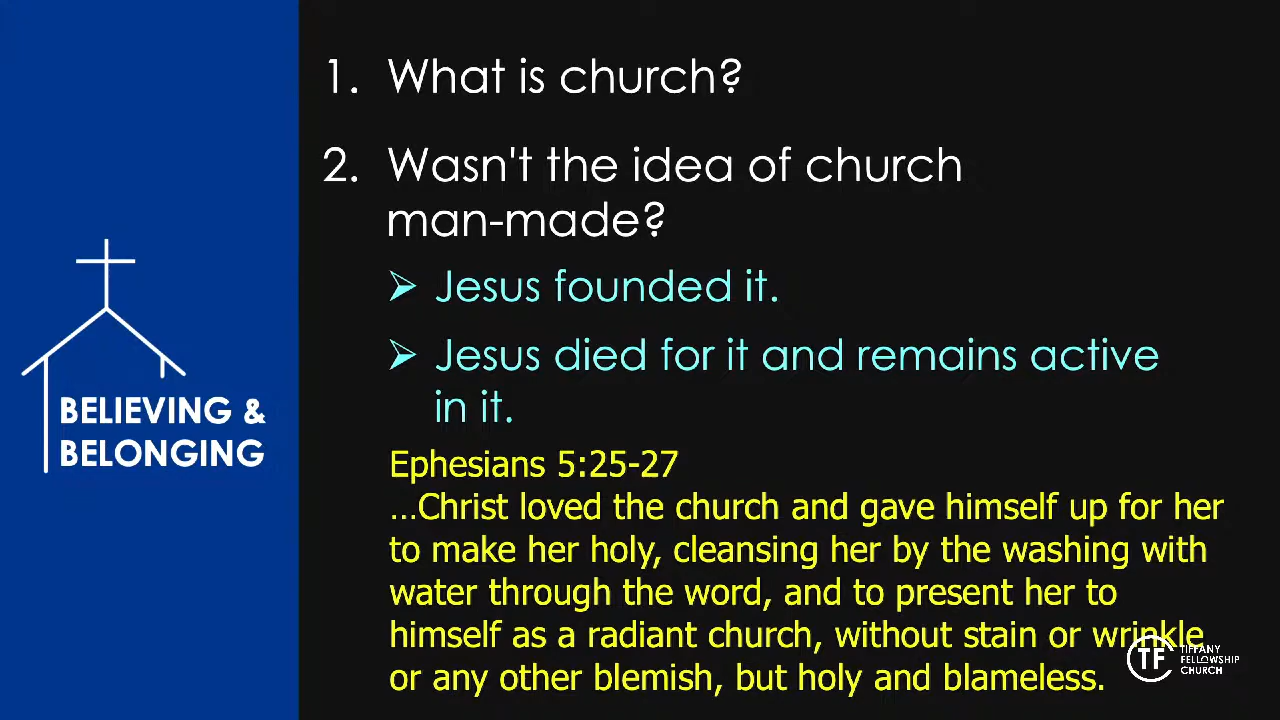 1. What is church?
2. Wasn't the idea of church
man-made?
➢ Jesus founded it.
➢ Jesus died for it and remains active
in it.
BELIEVING &
BELONGING
Ephesians 5:25-27
…Christ loved the church and gave himself up for her
to make her holy, cleansing her by the washing with
water through the word, and to present her to
himself as a radiant church, without stain or wrinkle
or any other blemish, but holy and blameless.
TF
TIFFANY
FELLOWSHIP
CHURCH